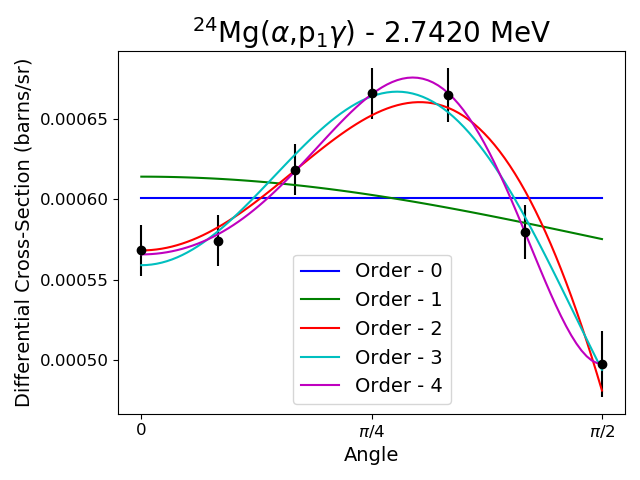 ²⁴Mg(α,p₁γ) - 2.7420 MeV
Differential Cross-Section (barns/sr)
0.00065
0.00060
0.00055
0.00050
Order - 0
Order - 1
Order - 2
Order - 3
Order - 4
0
π/4
π/2
Angle